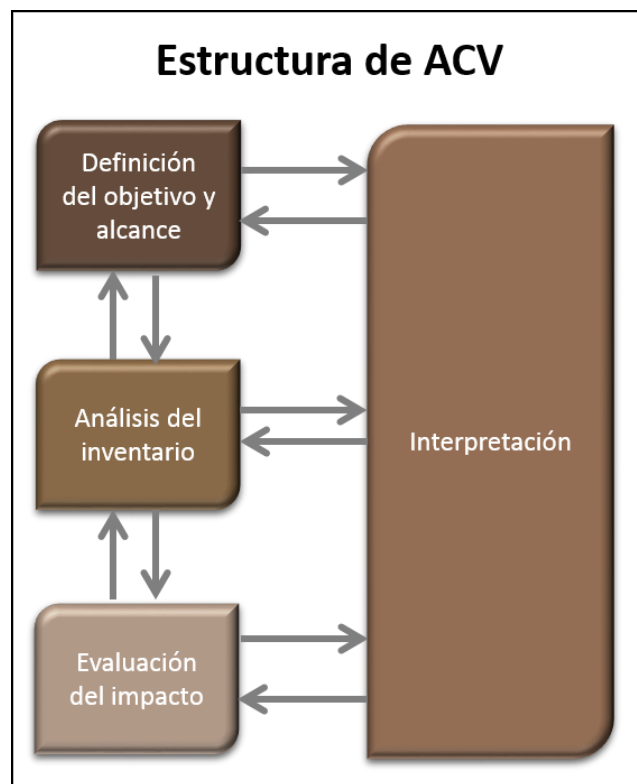 Estructura de ACV
Definición
del objetivo y
alcance
Análisis del
inventario
Interpretación
Evaluación
del impacto